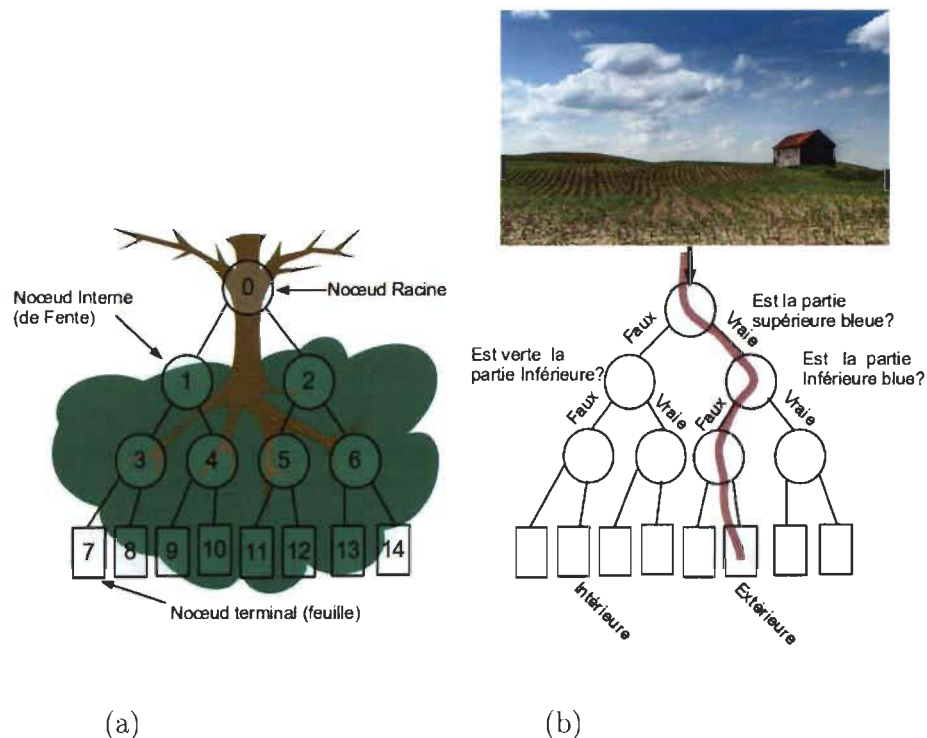 Nœud Interne
(de Fente)
Nœud Racine
0
1
2
3
4
5
6
7
8
9
10
11
12
13
14
Nœud terminal (feuille)
(a)
Est la partie
supérieure bleeue?
Faux
Vraie
Est verte la
partie Inférieure?
Est la partie
Inférieure blue?
Faux
Vraie
Faux
Vraie
Intérieure
Extérieure
(b)